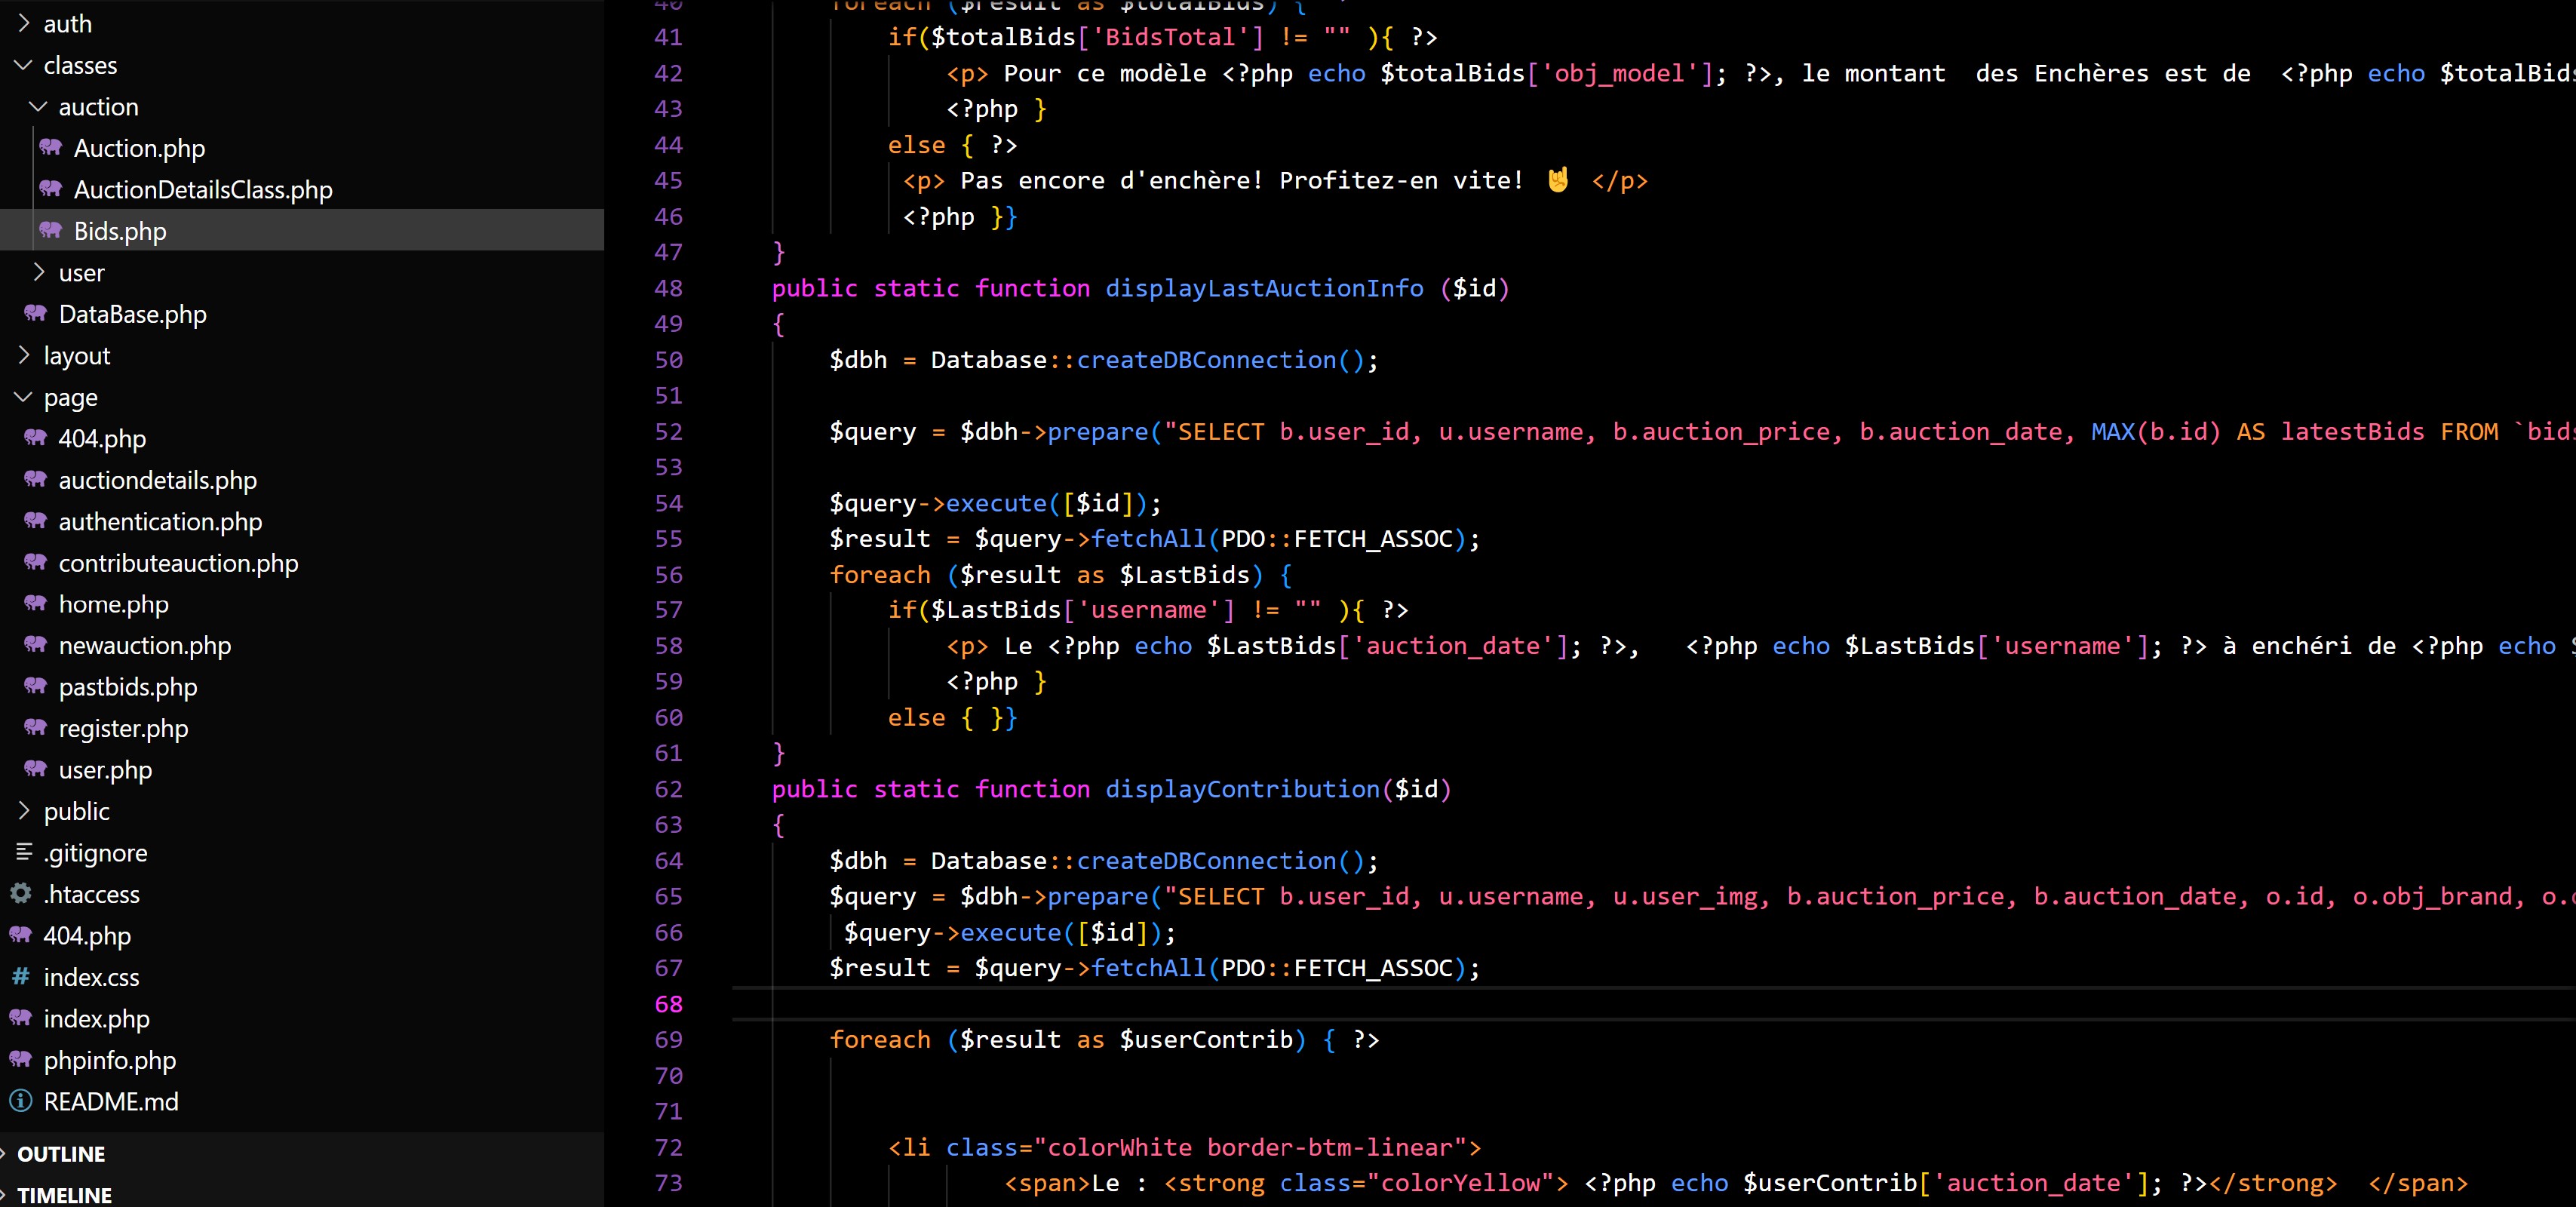 auth
classes
auction
Auction.php
AuctionDetailsClass.php
Bids.php
user
DataBase.php
layout
page
404.php
auctiondetails.php
authentication.php
contributeauction.php
home.php
newauction.php
pastbids.php
register.php
user.php
public
.gitignore
.htaccess
404.php
index.css
index.php
phpinfo.php
README.md
OUTLINE
TIMELINE
40 foreach ($result as $totalBids) {
41 if($totalBids['BidsTotal'] != "" ){ ?>
42 <p> Pour ce modèle <?php echo $totalBids['obj_model']; ?>, le montant  des Enchères est de  <?php echo $totalBids
43 <?php }
44 else { ?>
45 <p> Pas encore d'enchère! Profitez-en vite! 🤘 </p>
46 <?php }}
47 }
48 public static function displayLastAuctionInfo ($id)
49 {
50 $dbh = Database::createDBConnection();
51
52 $query = $dbh->prepare("SELECT b.user_id, u.username, b.auction_price, b.auction_date, MAX(b.id) AS latestBids FROM `bids
53
54 $query->execute([$id]);
55 $result = $query->fetchAll(PDO::FETCH_ASSOC);
56 foreach ($result as $LastBids) {
57 if($LastBids['username'] != "" ){ ?>
58 <p> Le <?php echo $LastBids['auction_date']; ?>,   <?php echo $LastBids['username']; ?> à enchéri de <?php echo $
59 <?php }
60 else { }}
61 }
62 public static function displayContribution($id)
63 {
64 $dbh = Database::createDBConnection();
65 $query = $dbh->prepare("SELECT b.user_id, u.username, u.user_img, b.auction_price, b.auction_date, o.id, o.obj_brand, o.
66 $query->execute([$id]);
67 $result = $query->fetchAll(PDO::FETCH_ASSOC);
68
69 foreach ($result as $userContrib) { ?>
70
71
72 <li class="colorWhite border-btm-linear">
73 <span>Le : <strong class="colorYellow"> <?php echo $userContrib['auction_date']; ?></strong>  </span>